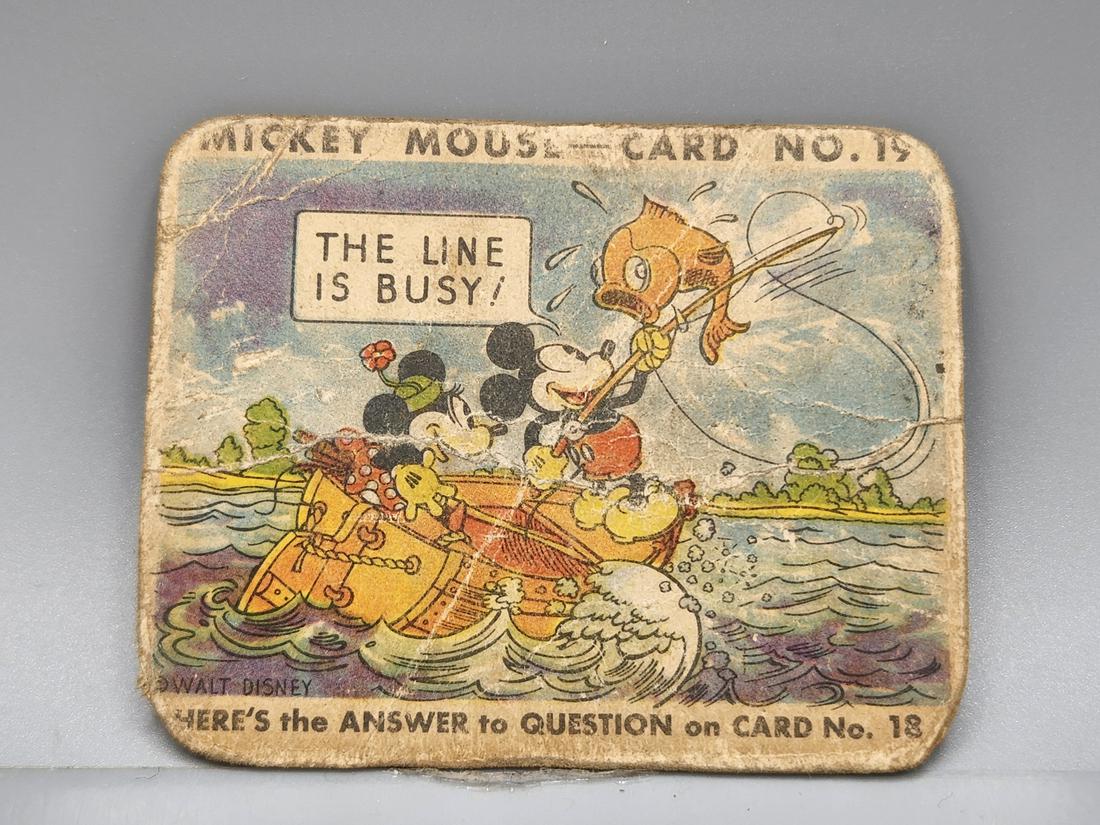 MICKEY MOUSE — CARD NO. 19
THE LINE
IS BUSY!
©WALT DISNEY
HERE'S the ANSWER to QUESTION on CARD No. 18